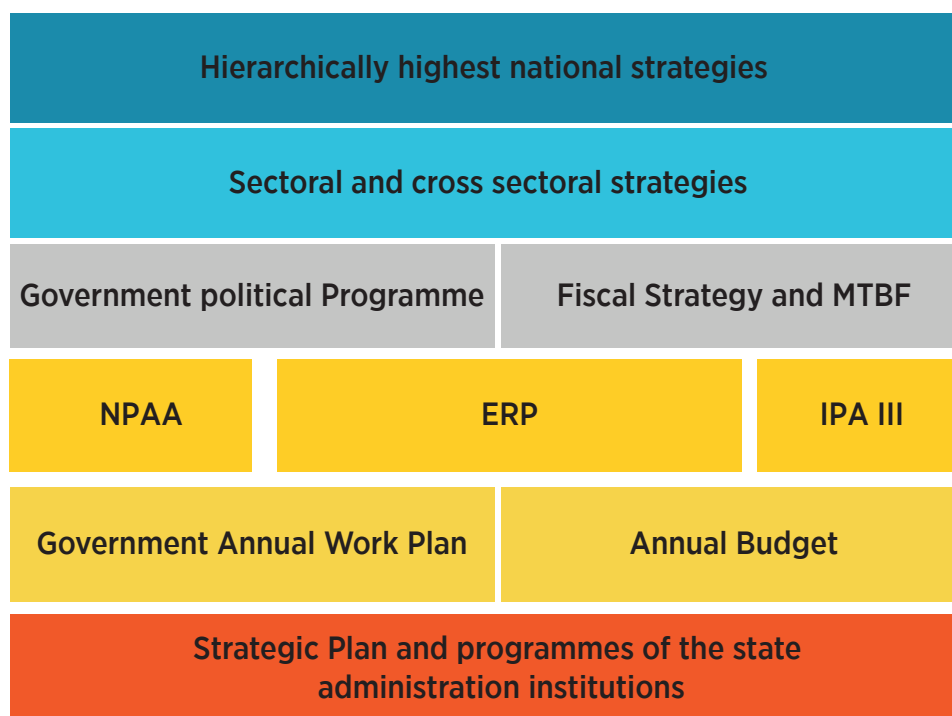 Hierarchically highest national strategies
Sectoral and cross sectoral strategies
Government political Programme
Fiscal Strategy and MTBF
NPAA
ERP
IPA III
Government Annual Work Plan
Annual Budget
Strategic Plan and programmes of the state
administration institutions